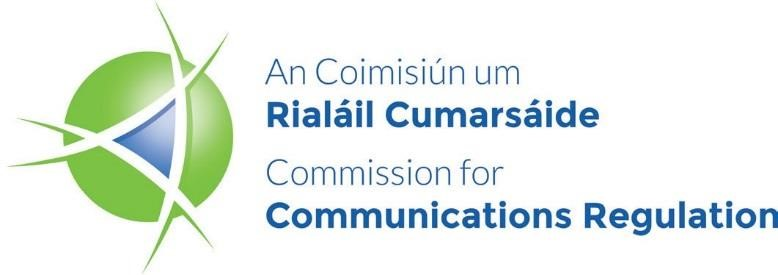 An Coimisiún um
Rialáil Cumarsáide
Commission for
Communications Regulation